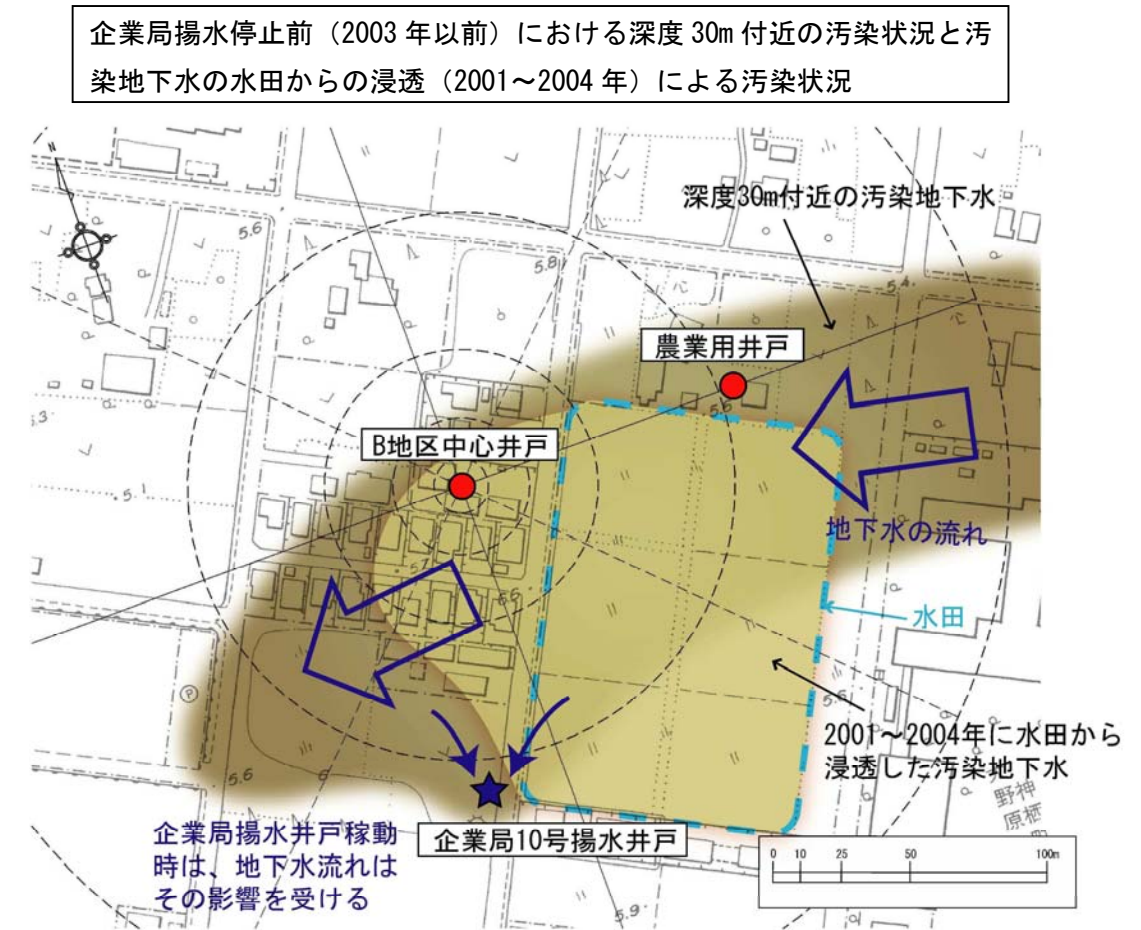 企業局揚水停止前（2003年以前）における深度30m付近の汚染状況と汚
染地下水の水田からの浸透（2001～2004年）による汚染状況
N
深度30m付近の汚染地下水
5.6
5.8
5.4
農業用井戸
5.6
B地区中心井戸
5.1
地下水の流れ
水田
5.6
2001～2004年に水田から
浸透した汚染地下水
5.6
6
P
企業局10号揚水井戸
企業局揚水井戸稼動
時は、地下水流れは
その影響を受ける
0 10 25 50 100m
5.9